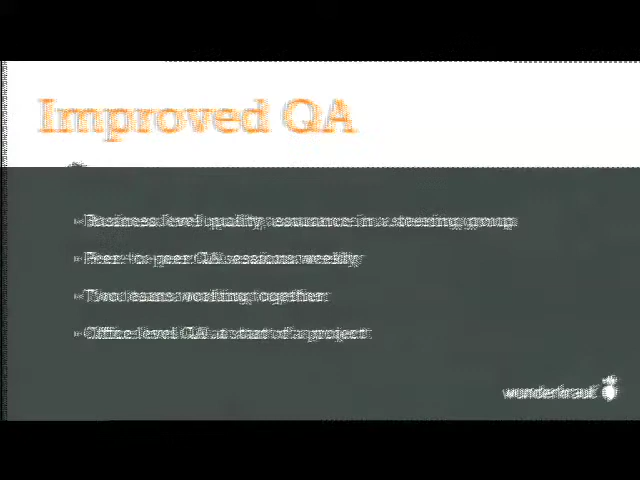 Improved QA
- Business level quality assurance in a steering group
- Peer-to-peer QA sessions weekly
- Two teams working together
- Office level QA at start of a project
wunderkraut